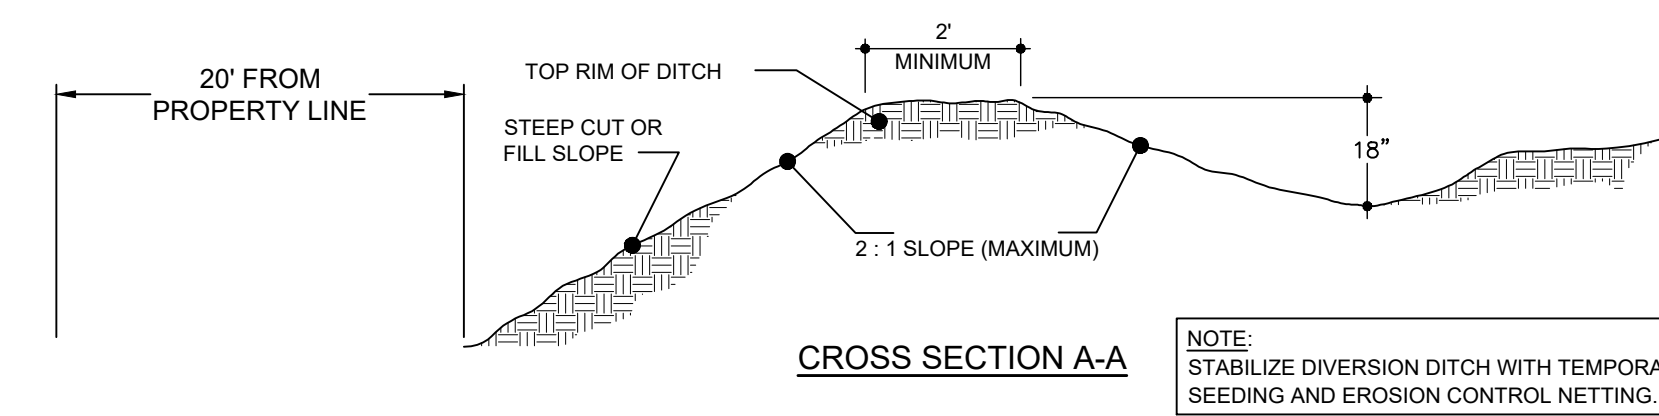 2'
MINIMUM
20' FROM
PROPERTY LINE
TOP RIM OF DITCH
STEEP CUT OR
FILL SLOPE
18"
2 : 1 SLOPE (MAXIMUM)
CROSS SECTION A-A
NOTE:
STABILIZE DIVERSION DITCH WITH
SEEDING AND EROSION CONTROL NETTING.